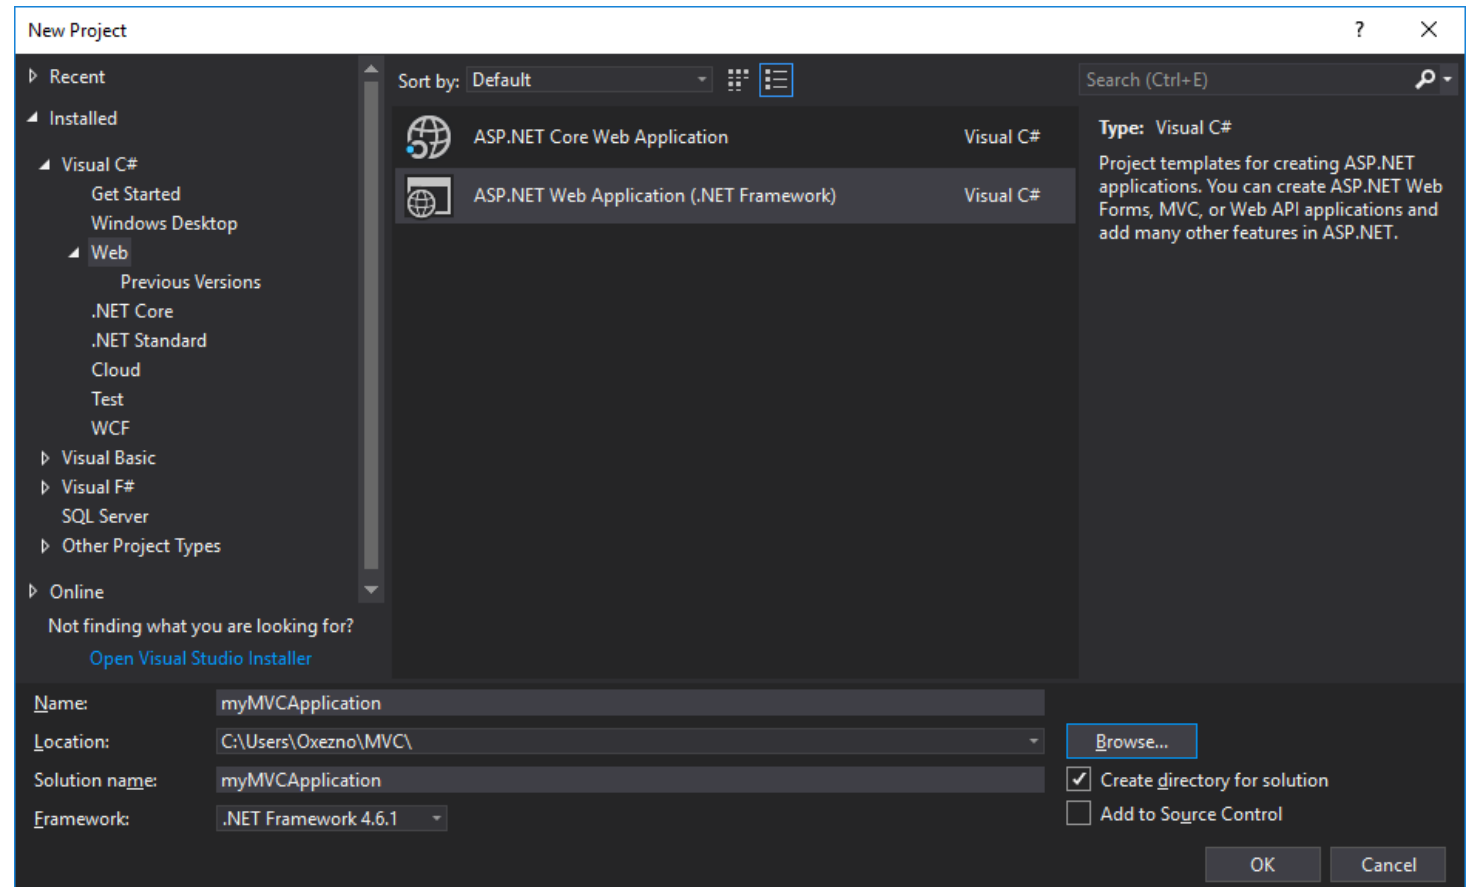 New Project
?
Recent
Installed
Visual C#
Get Started
Windows Desktop
Web
Previous Versions
.NET Core
.NET Standard
Cloud
Test
WCF
Visual Basic
Visual F#
SQL Server
Other Project Types
Online
Not finding what you are looking for?
Open Visual Studio Installer
Sort by: Default
ASP.NET Core Web Application Visual C#
ASP.NET Web Application (.NET Framework) Visual C#
Search (Ctrl+E)
Type: Visual C#
Project templates for creating ASP.NET
applications. You can create ASP.NET Web
Forms, MVC, or Web API applications and
add many other features in ASP.NET.
Name: myMVCApplication
Location: C:\Users\Oxezno\MVC\ Browse...
Solution name: myMVCApplication
Create directory for solution
Framework: .NET Framework 4.6.1
Add to Source Control
OK Cancel